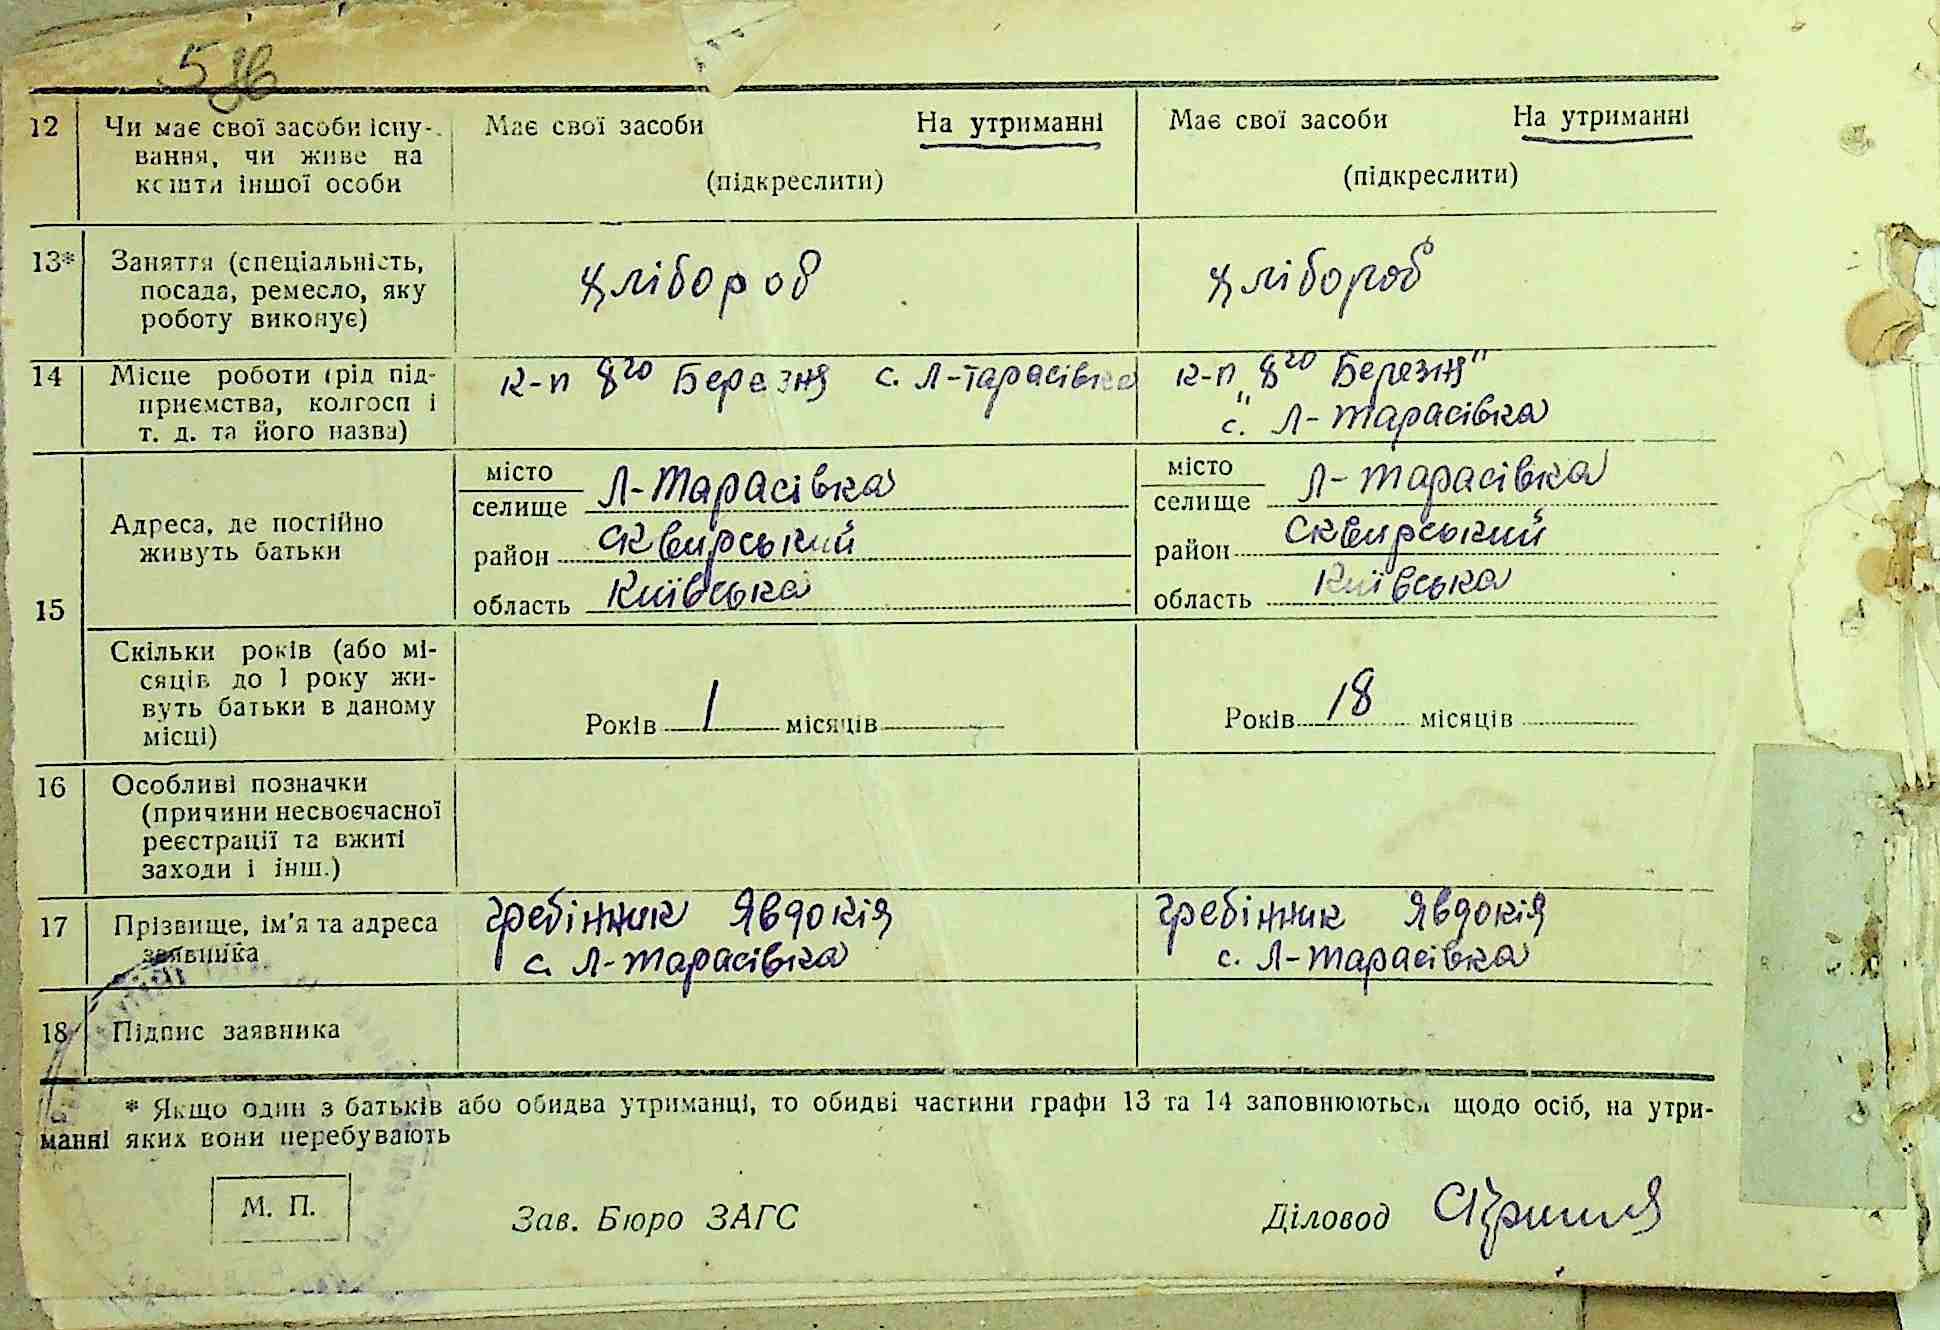 12 Чи має свої засоби існу- Має свої засоби На утриманні Має свої засоби На утриманні
вання, чи живе на
кошти іншої особи (підкреслити) (підкреслити)
13* Заняття (спеціальність,
посада, ремесло, яку хлібороб хлібороб
роботу виконує)
14 Місце роботи (рід під- к-п 8го Березня с. Л-Тарасівка к-п „8го Березня"
приємства, колгосп і с. Л-Тарасівка
т. д. та його назва)
15 Адреса, де постійно
живуть батьки
місто
селище Л-Тарасівка
район Сквирський
область Київська
місто
селище Л-Тарасівка
район Сквирський
область Київська
Скільки років (або мі-
сяців до 1 року жи-
вуть батьки в даному
місці)
Років 1 місяців Років 18 місяців
16 Особливі позначки
(причини несвоєчасної
реєстрації та вжиті
заходи і інш.)
17 Прізвище, ім'я та адреса Гребінник Явдокія Гребінник Явдокія
заявника с. Л-Тарасівка с. Л-Тарасівка
18 Підпис заявника
* Якщо один з батьків або обидва утриманці, то обидві частини графи 13 та 14 заповнюються щодо осіб, на утри-
манні яких вони перебувають
М. П. Зав. Бюро ЗАГС Діловод